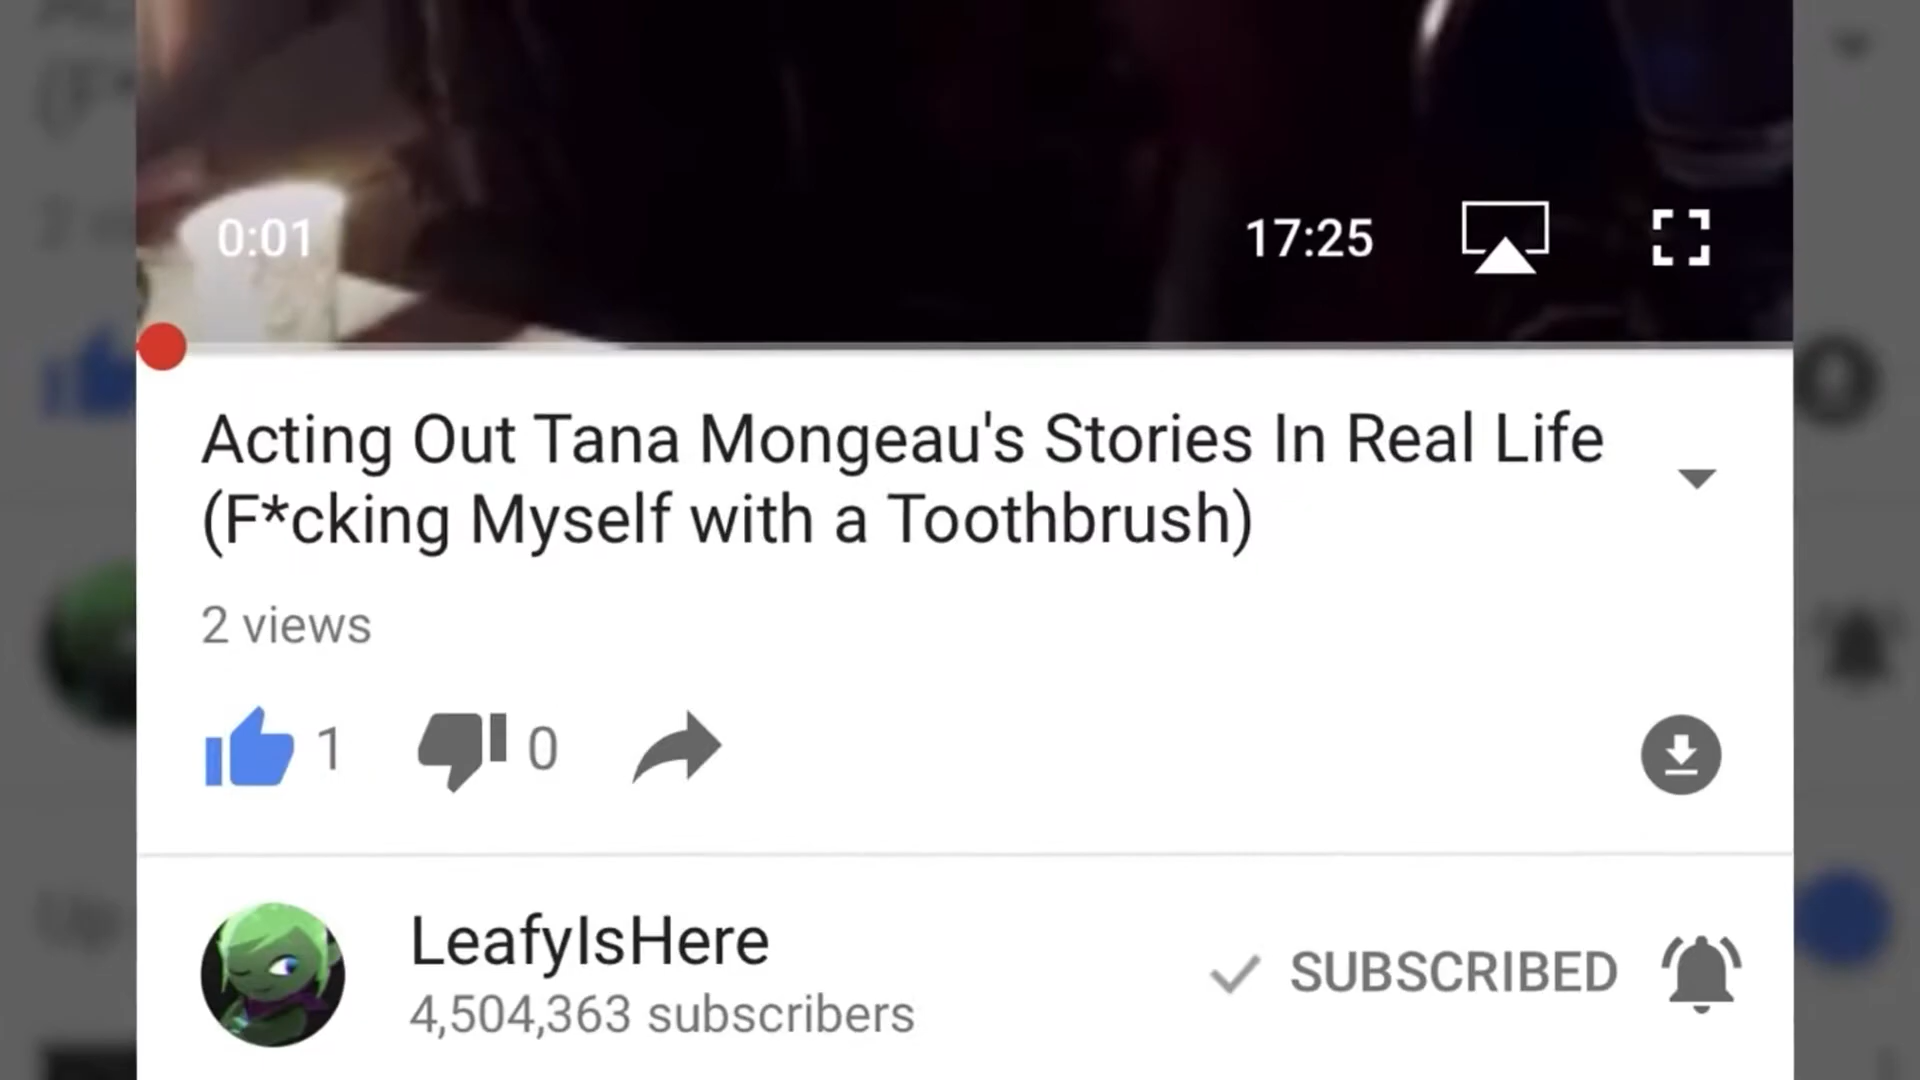 0:01
17:25
Acting Out Tana Mongeau's Stories In Real Life
(F*cking Myself with a Toothbrush)
2 views
1
0
LeafyIsHere
SUBSCRIBED
4,504,363 subscribers